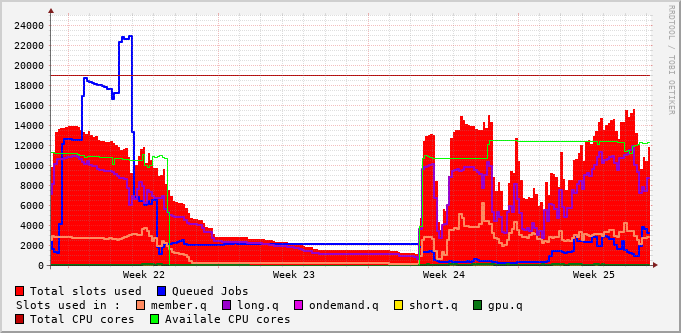 RRDTOOL / TOBI OETIKER
24000
22000
20000
18000
16000
14000
12000
10000
8000
6000
4000
2000
0
Week 22 Week 23 Week 24 Week 25
Total slots used Queued Jobs
Slots used in : member.q long.q ondemand.q short.q gpu.q
Total CPU cores Availale CPU cores